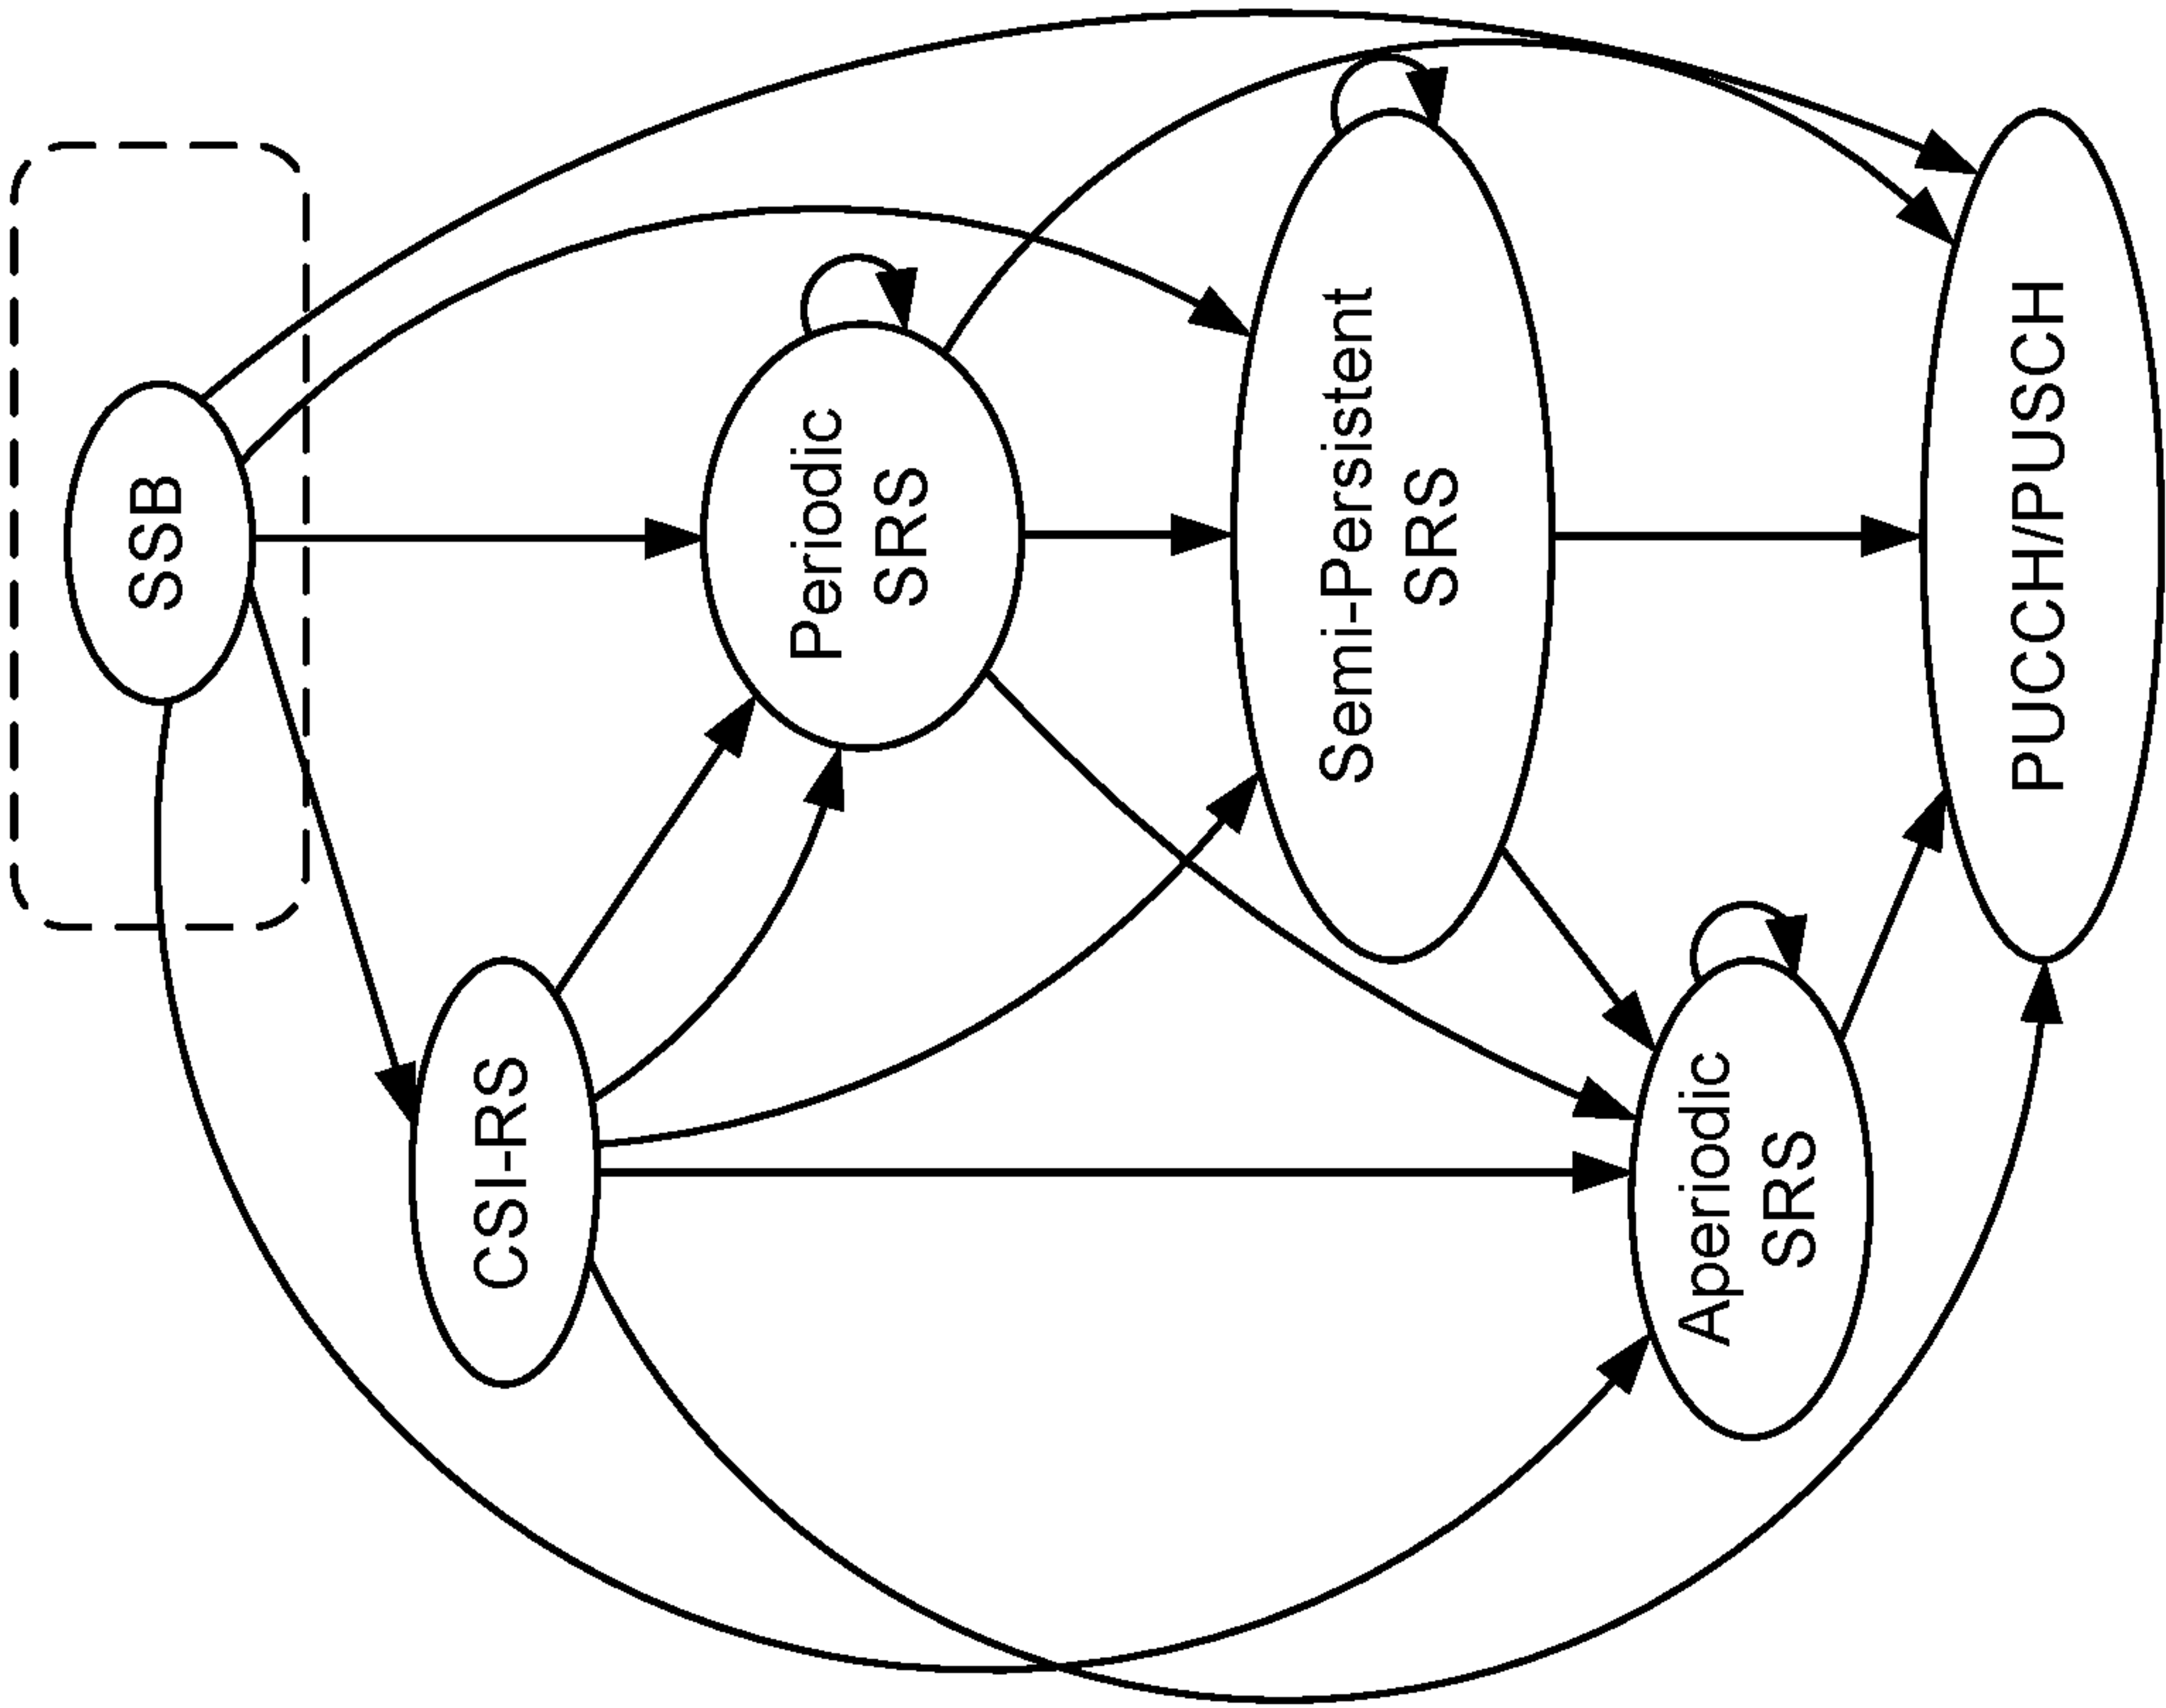 SSB
CSI-RS
Periodic
SRS
Semi-Persistent
SRS
Aperiodic
SRS
PUCCH/PUSCH